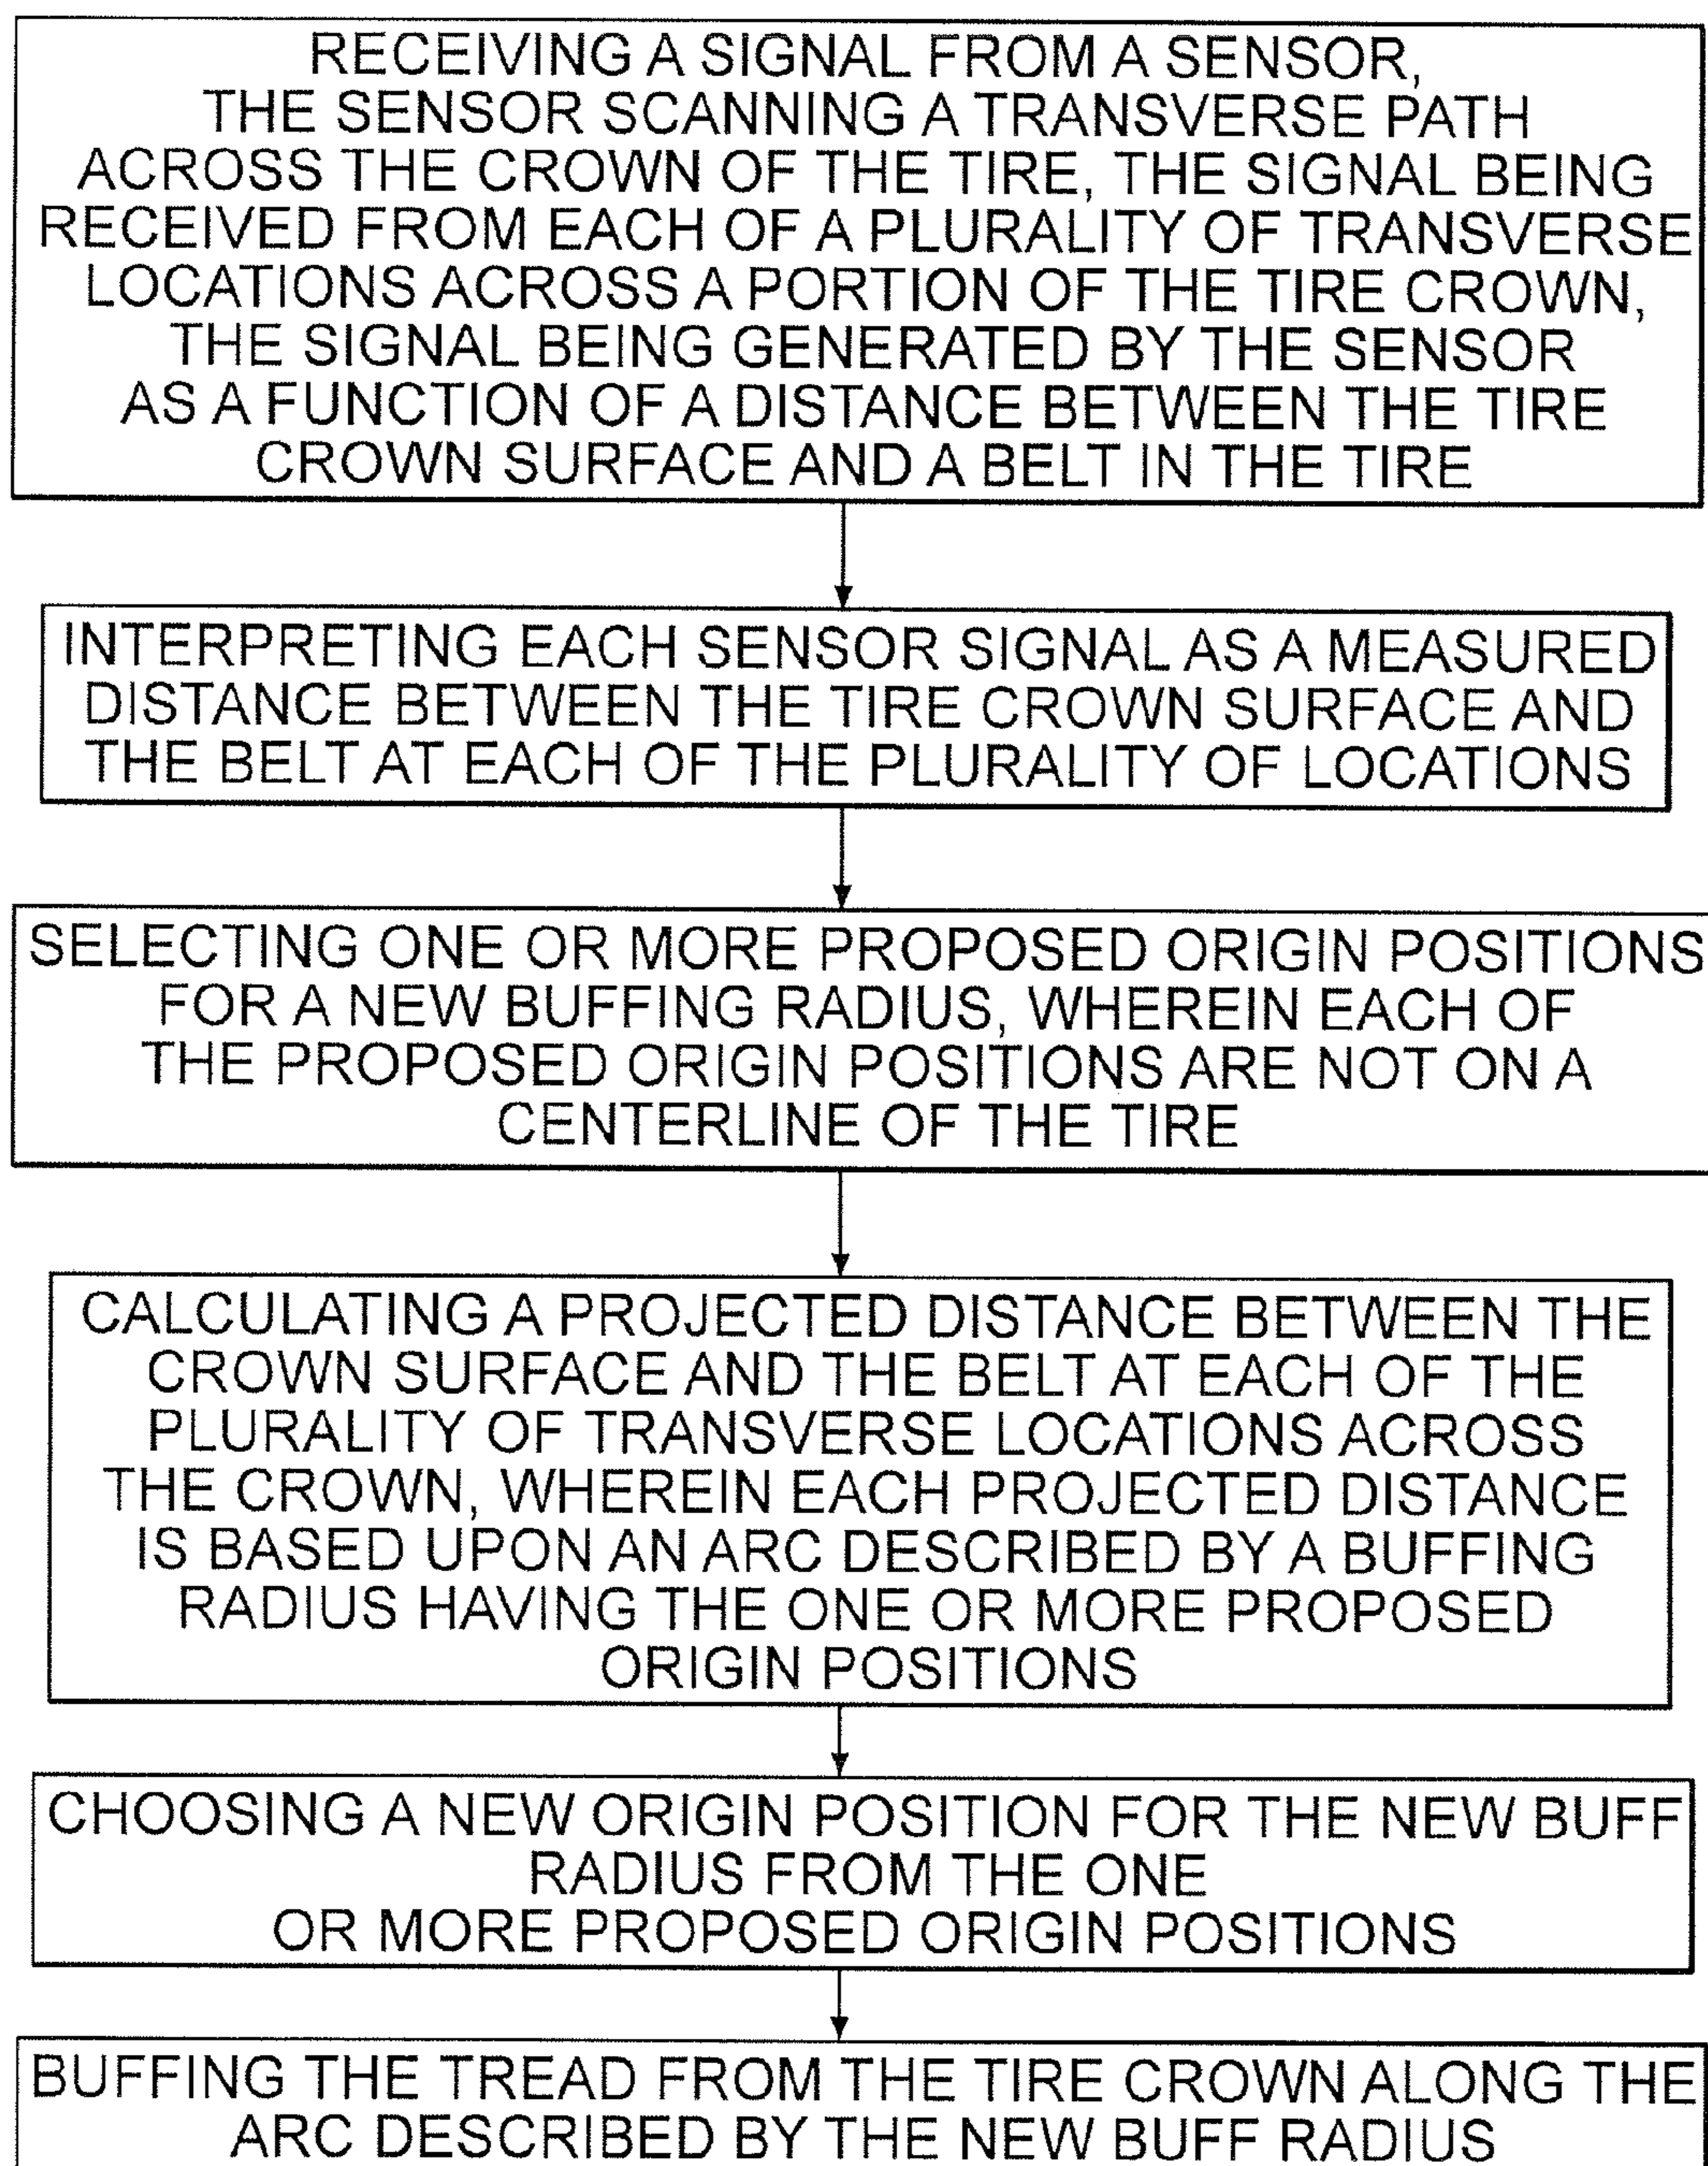 RECEIVING A SIGNAL FROM A SENSOR,
THE SENSOR SCANNING A TRANSVERSE PATH
ACROSS THE CROWN OF THE TIRE, THE SIGNAL BEING
RECEIVED FROM EACH OF A PLURALITY OF TRANSVERSE
LOCATIONS ACROSS A PORTION OF THE TIRE CROWN,
THE SIGNAL BEING GENERATED BY THE SENSOR
AS A FUNCTION OF A DISTANCE BETWEEN THE TIRE
CROWN SURFACE AND A BELT IN THE TIRE
INTERPRETING EACH SENSOR SIGNAL AS A MEASURED
DISTANCE BETWEEN THE TIRE CROWN SURFACE AND
THE BELT AT EACH OF THE PLURALITY OF LOCATIONS
SELECTING ONE OR MORE PROPOSED ORIGIN POSITIONS
FOR A NEW BUFFING RADIUS, WHEREIN EACH OF
THE PROPOSED ORIGIN POSITIONS ARE NOT ON A
CENTERLINE OF THE TIRE
CALCULATING A PROJECTED DISTANCE BETWEEN THE
CROWN SURFACE AND THE BELT AT EACH OF THE
PLURALITY OF TRANSVERSE LOCATIONS ACROSS
THE CROWN, WHEREIN EACH PROJECTED DISTANCE
IS BASED UPON AN ARC DESCRIBED BY A BUFFING
RADIUS HAVING THE ONE OR MORE PROPOSED
ORIGIN POSITIONS
CHOOSING A NEW ORIGIN POSITION FOR THE NEW BUFF
RADIUS FROM THE ONE
OR MORE PROPOSED ORIGIN POSITIONS
BUFFING THE TREAD FROM THE TIRE CROWN ALONG THE
ARC DESCRIBED BY THE NEW BUFF RADIUS